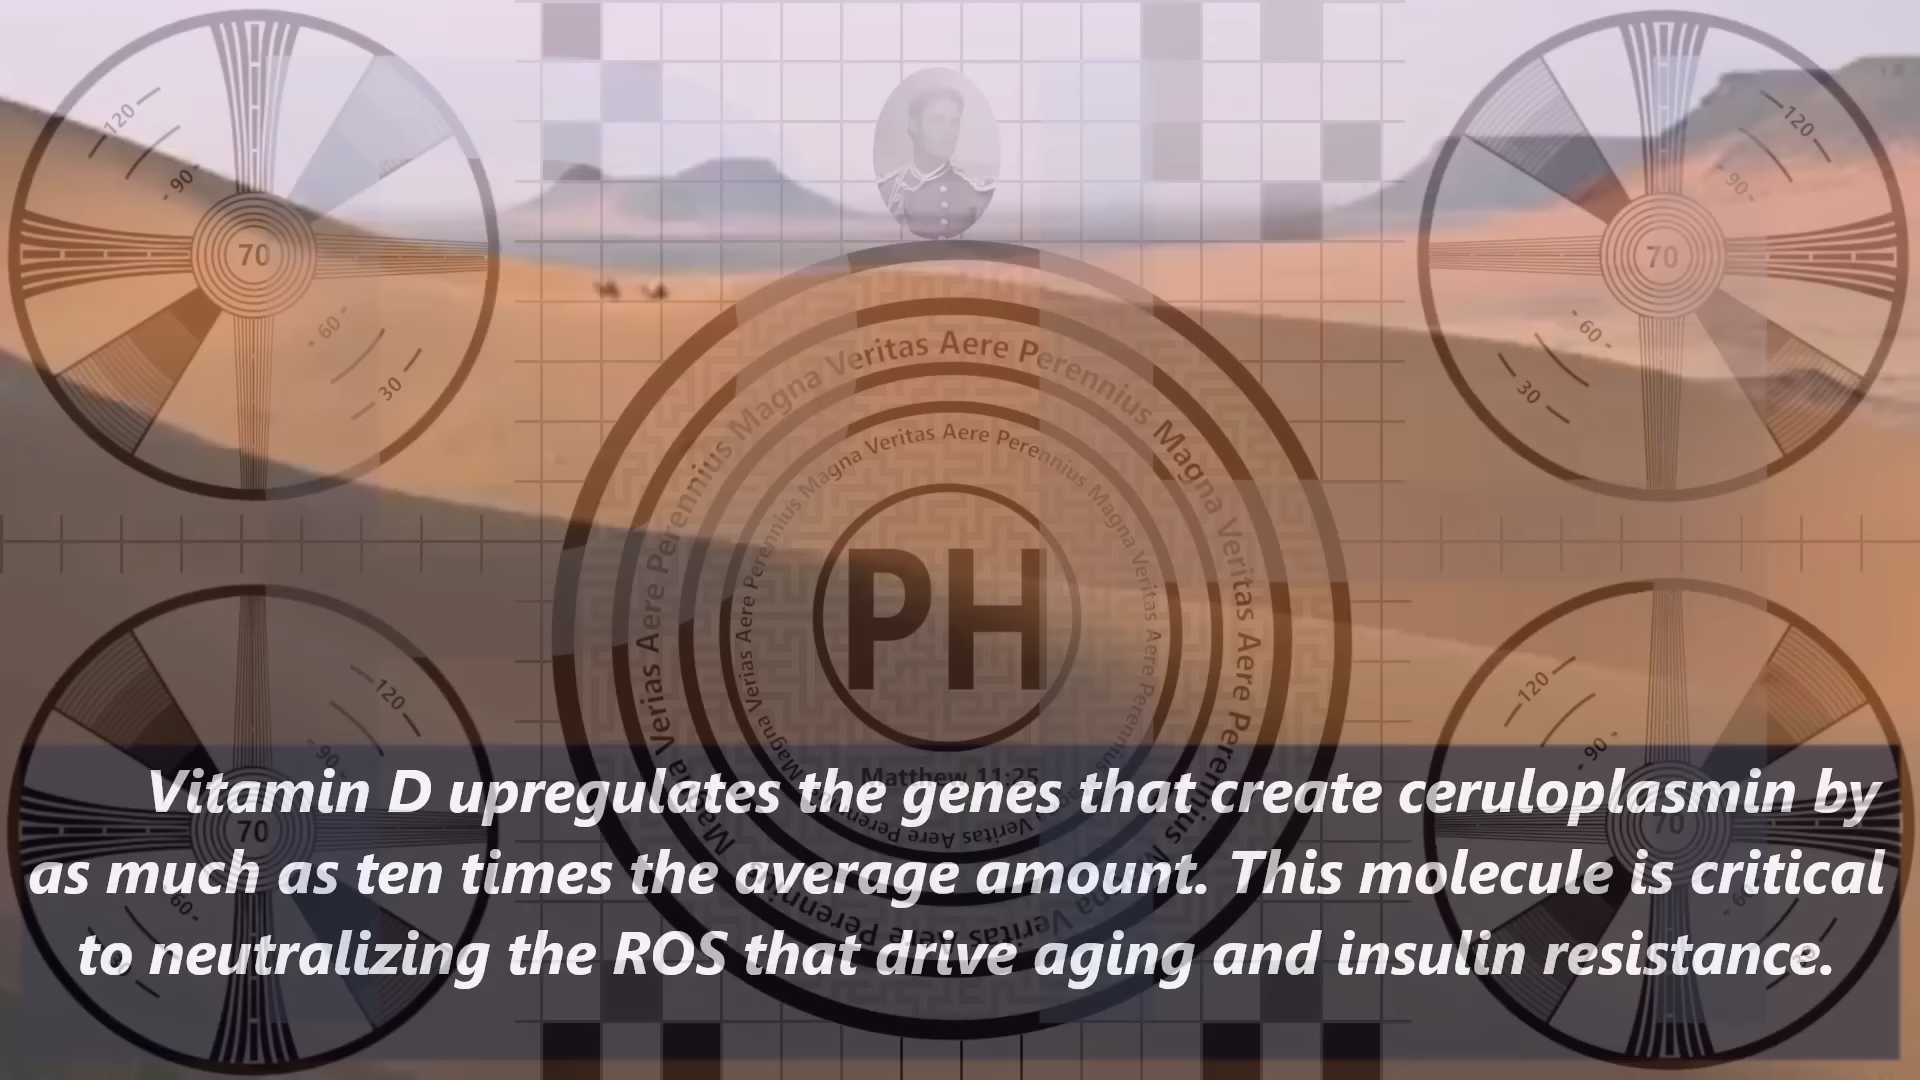 120
90
70
60
30
120
90
70
60
30
Magna Veritas Aere Perennius Magna Veritas Aere Perennius
Magna Veritas Aere Perennius Magna Veritas Aere Perennius
PH
Matthew 11:25
120
90
70
60
120
90
70
60
Vitamin D upregulates the genes that create ceruloplasmin by
as much as ten times the average amount. This molecule is critical
to neutralizing the ROS that drive aging and insulin resistance.